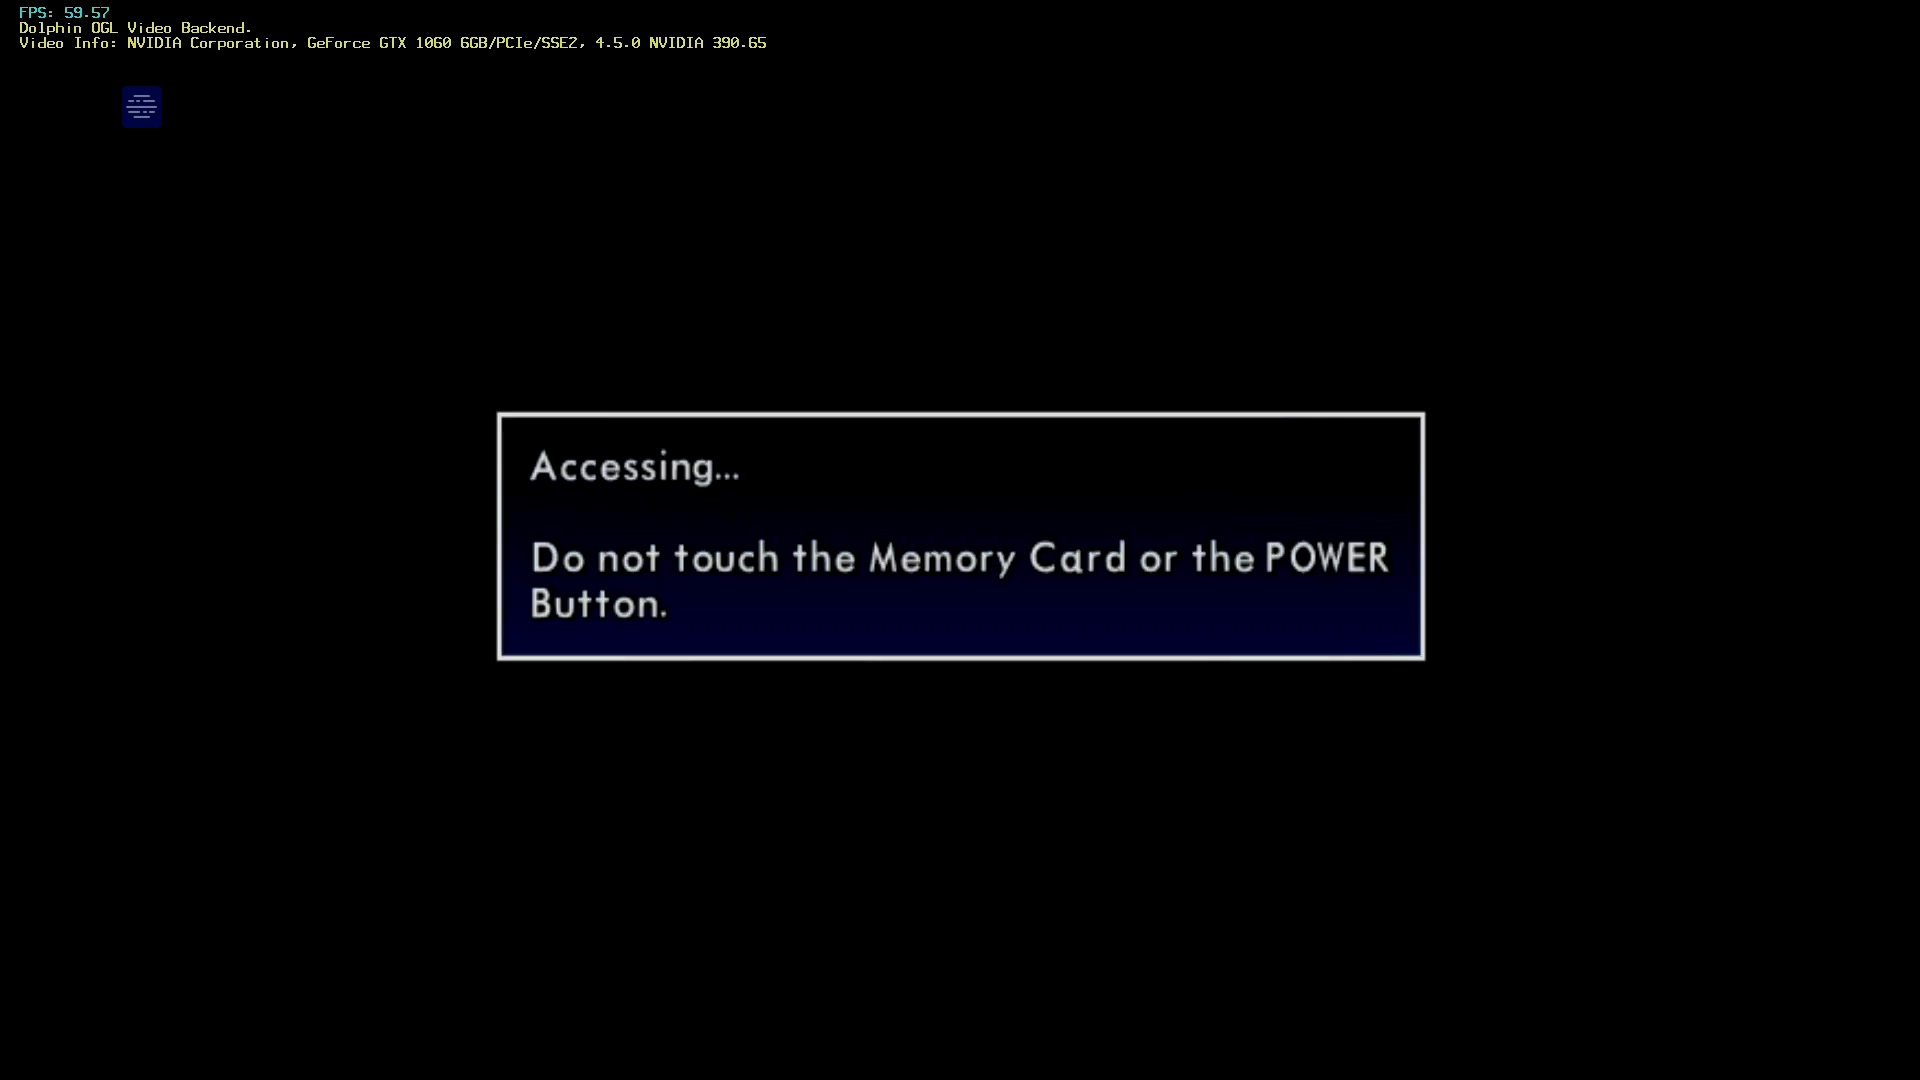 FPS: 59.57
Dolphin OGL Video Backend.
Video Info: NVIDIA Corporation, GeForce GTX 1060 6GB/PCIe/SSE2, 4.5.0 NVIDIA 390.65
Accessing...
Do not touch the Memory Card or the POWER
Button.